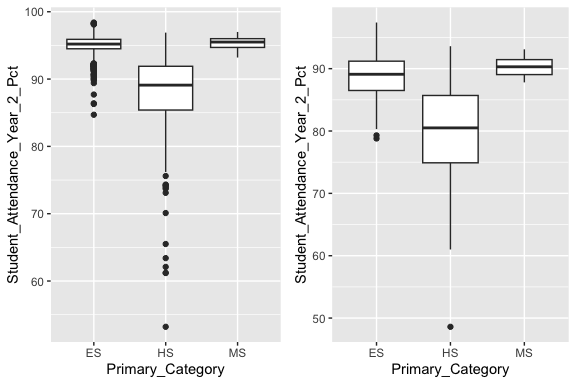 Student_Attendance_Year_2_Pct
100
90
80
70
60
ES
HS
MS
Primary_Category
Student_Attendance_Year_2_Pct
90
80
70
60
50
ES
HS
MS
Primary_Category